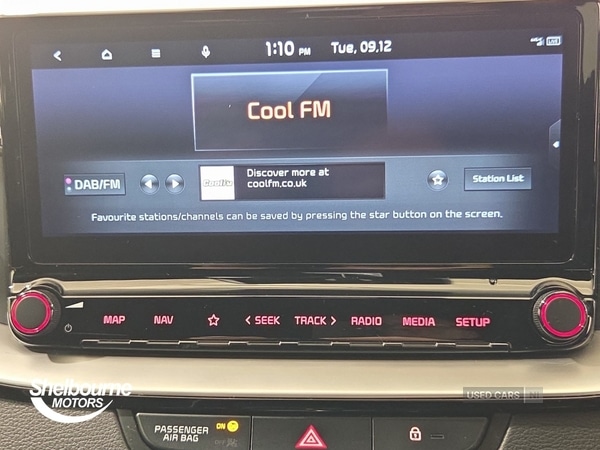 1:10 PM Tue, 09.12
LIVE
Cool FM
DAB/FM
Discover more at
coolfm.co.uk
Station List
Favourite stations/channels can be saved by pressing the star button on the screen.
MAP NAV < SEEK TRACK > RADIO MEDIA SETUP
Shelbourne
MOTORS
USED CARS NI
PASSENGER
AIR BAG
ON